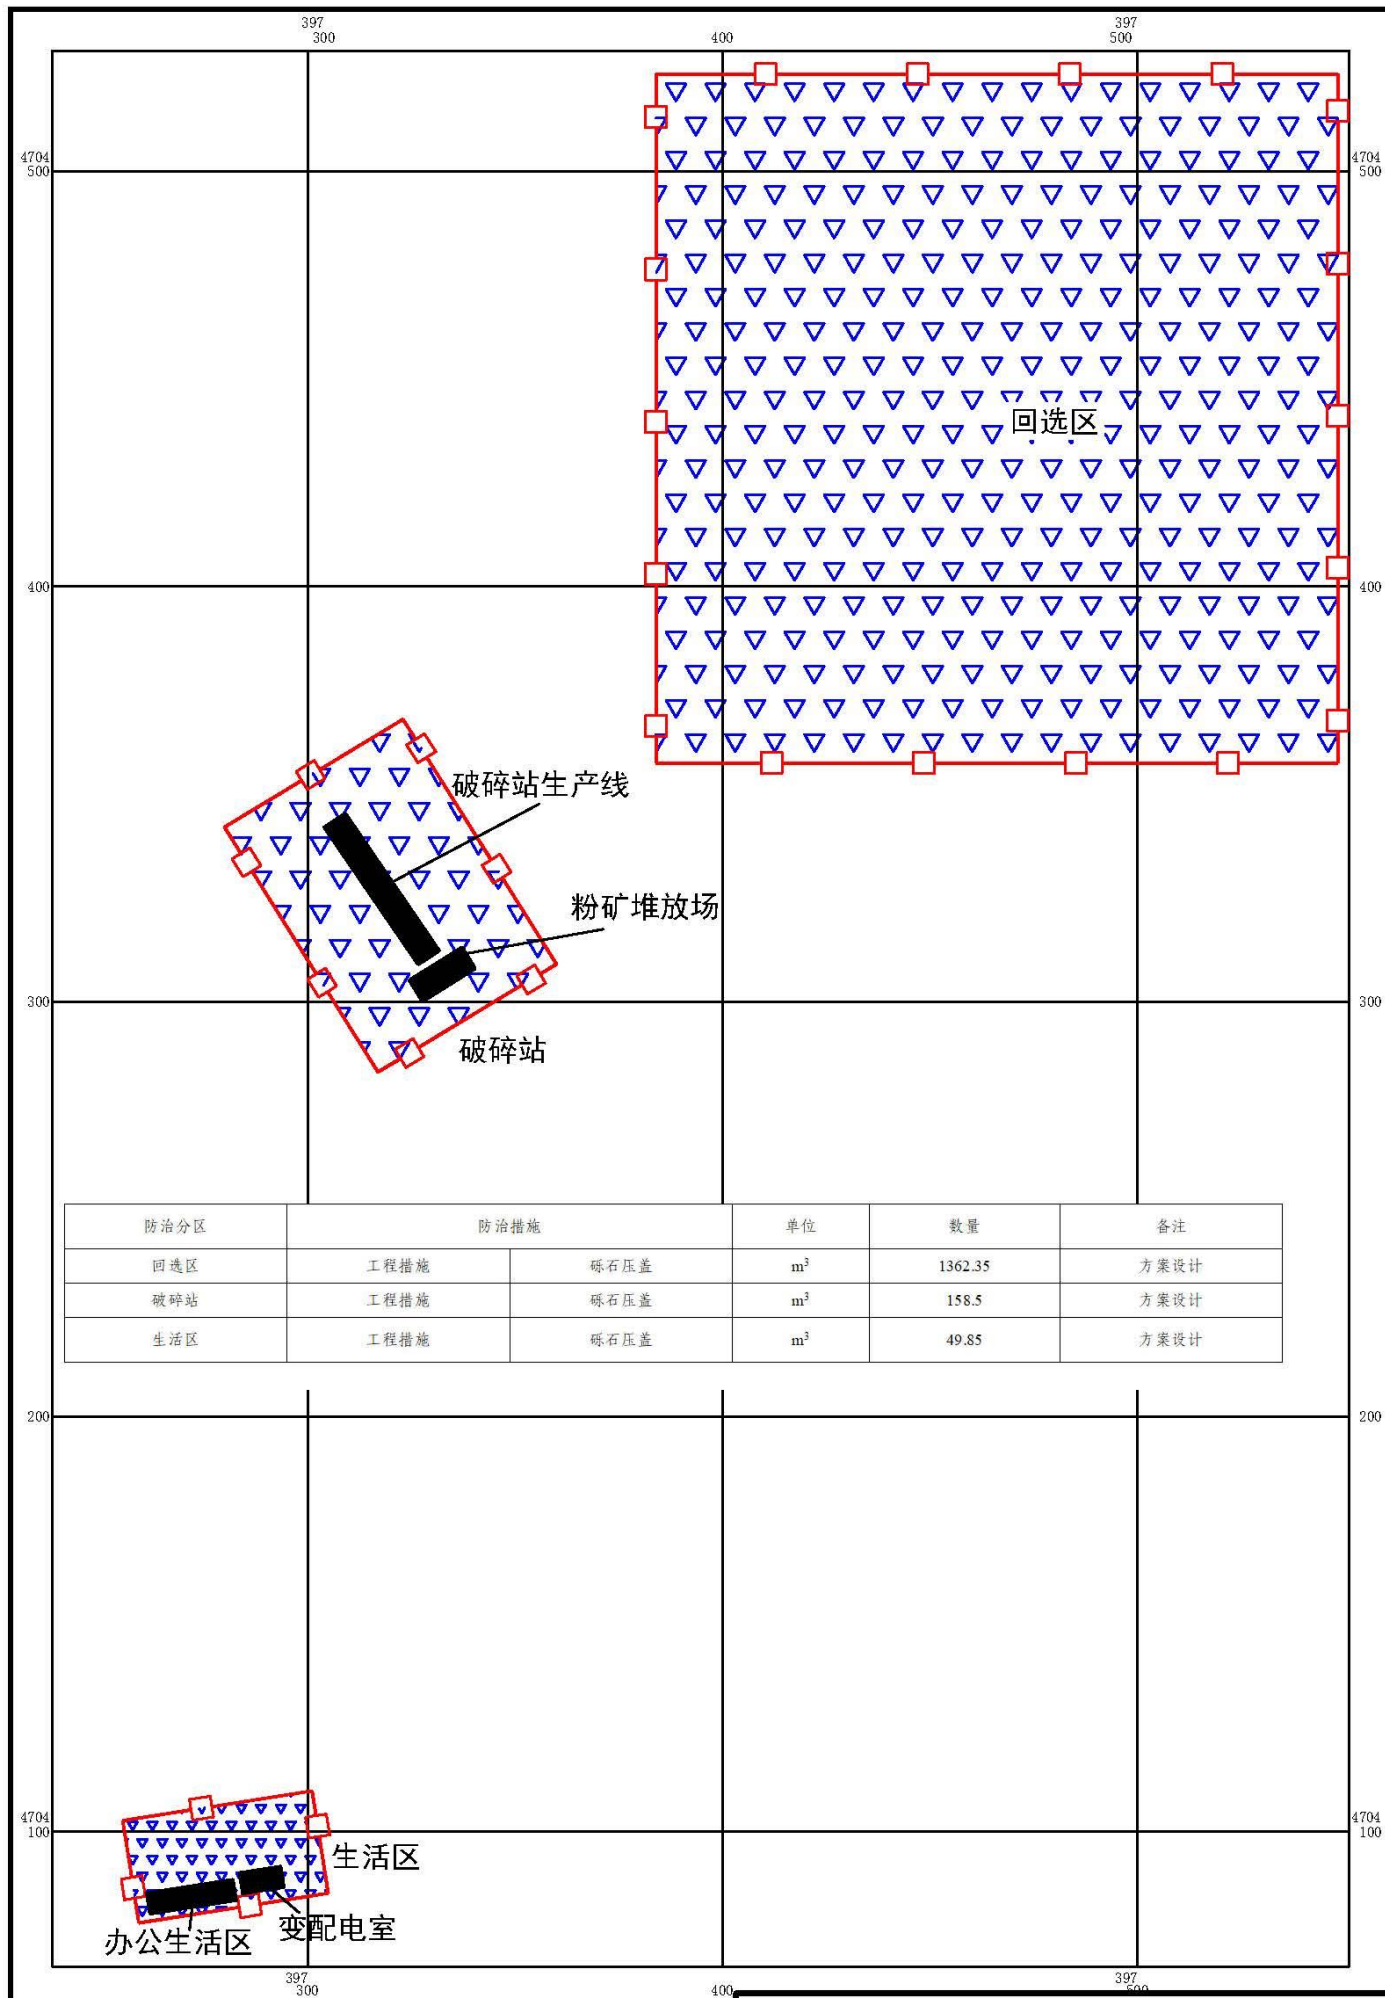 397 397
300 400 500
4704 4704
500 500
回选区
400 400
破碎站生产线
粉矿堆放场
300 300
破碎站
防治分区 防治措施 单位 数量 备注
回选区 工程措施 砾石压盖 m³ 1362.35 方案设计
破碎站 工程措施 砾石压盖 m³ 158.5 方案设计
生活区 工程措施 砾石压盖 m³ 49.85 方案设计
200 200
4704 4704
100 100
生活区
变配电室
办公生活区
397 397
300 400 500